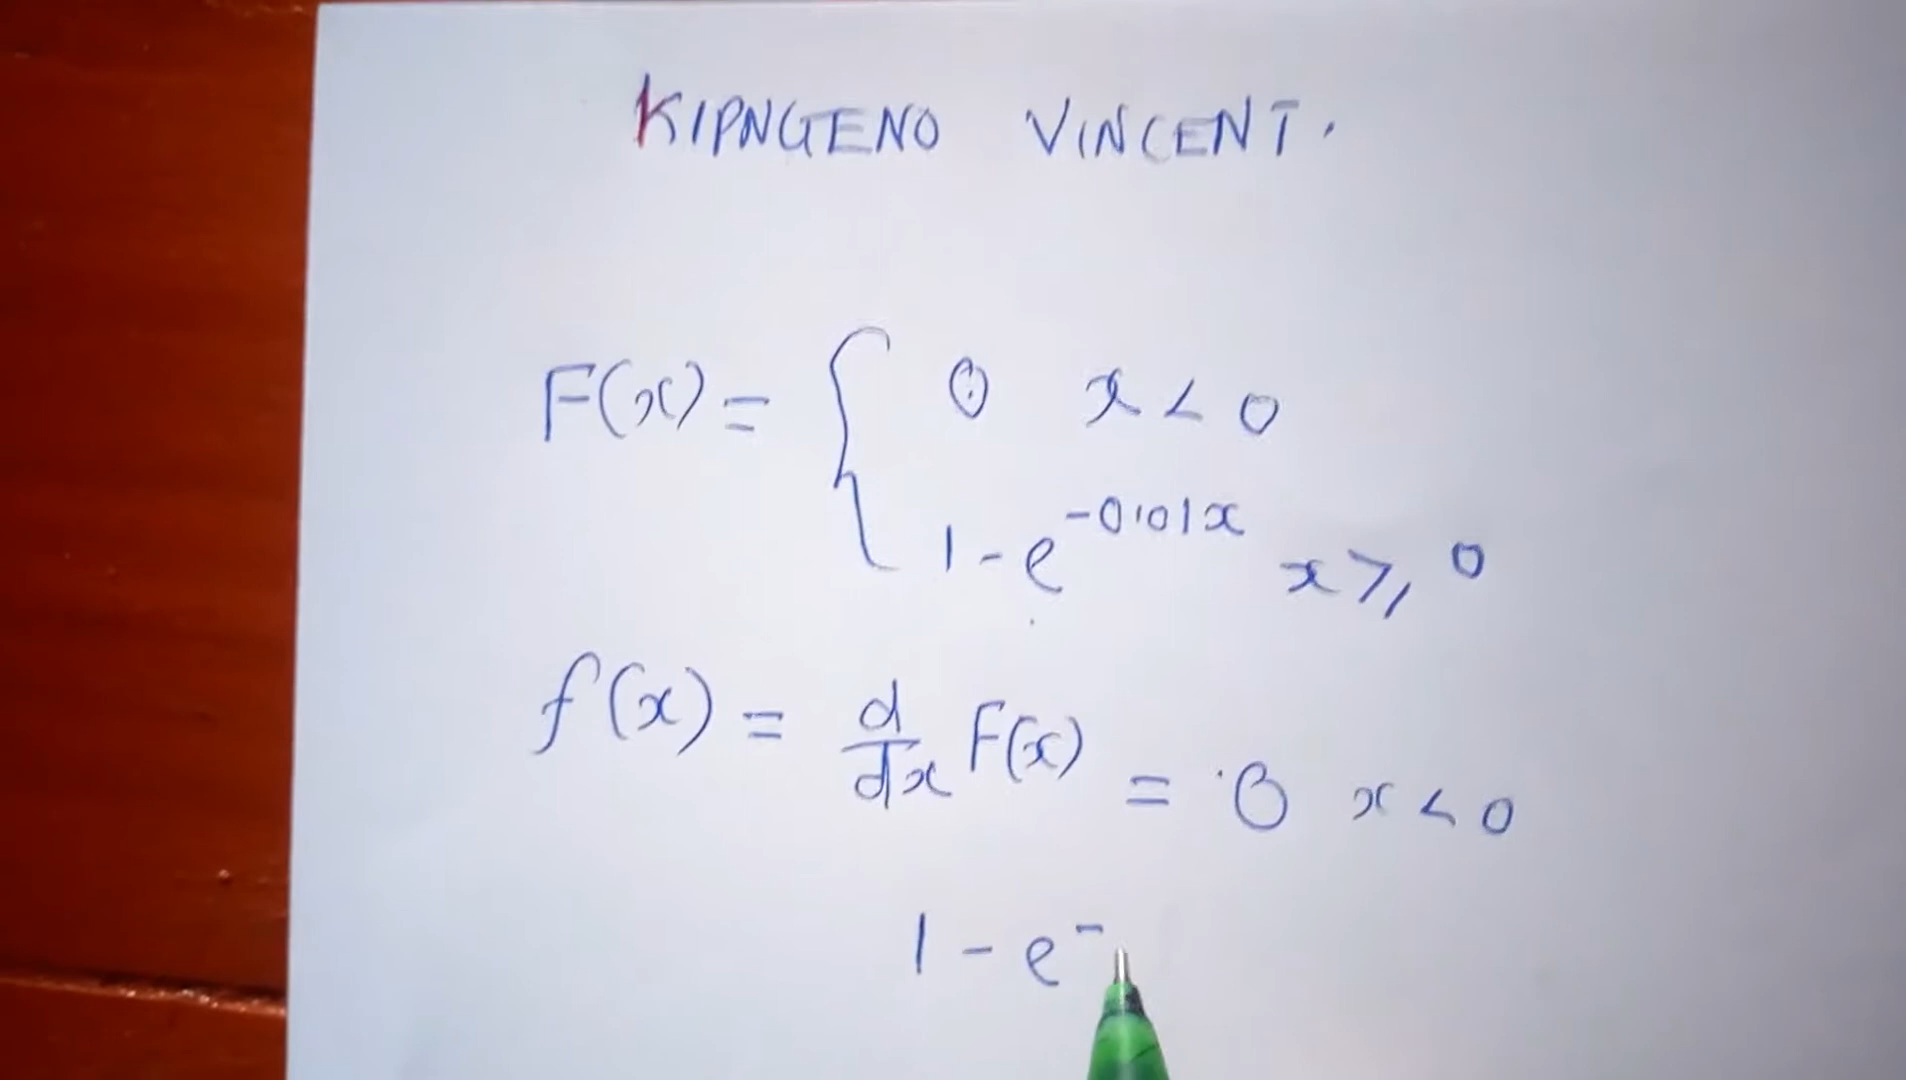 KIPNGENO VINCENT.
F(x) = { 0 x < 0
1 - e^-0.01x x ≥ 0
f(x) = d/dx F(x) = 0 x < 0
1 - e^-